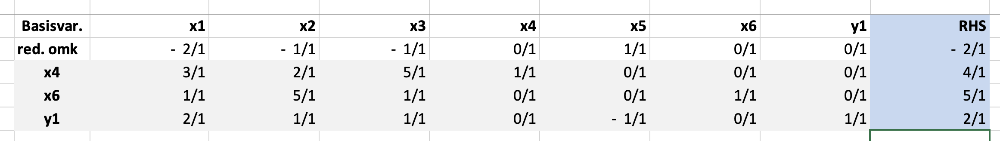 Basisvar. x1 x2 x3 x4 x5 x6 y1 RHS
red. omk - 2/1 - 1/1 - 1/1 0/1 1/1 0/1 0/1 - 2/1
x4 3/1 2/1 5/1 1/1 0/1 0/1 0/1 4/1
x6 1/1 5/1 1/1 0/1 0/1 1/1 0/1 5/1
y1 2/1 1/1 1/1 0/1 - 1/1 0/1 1/1 2/1